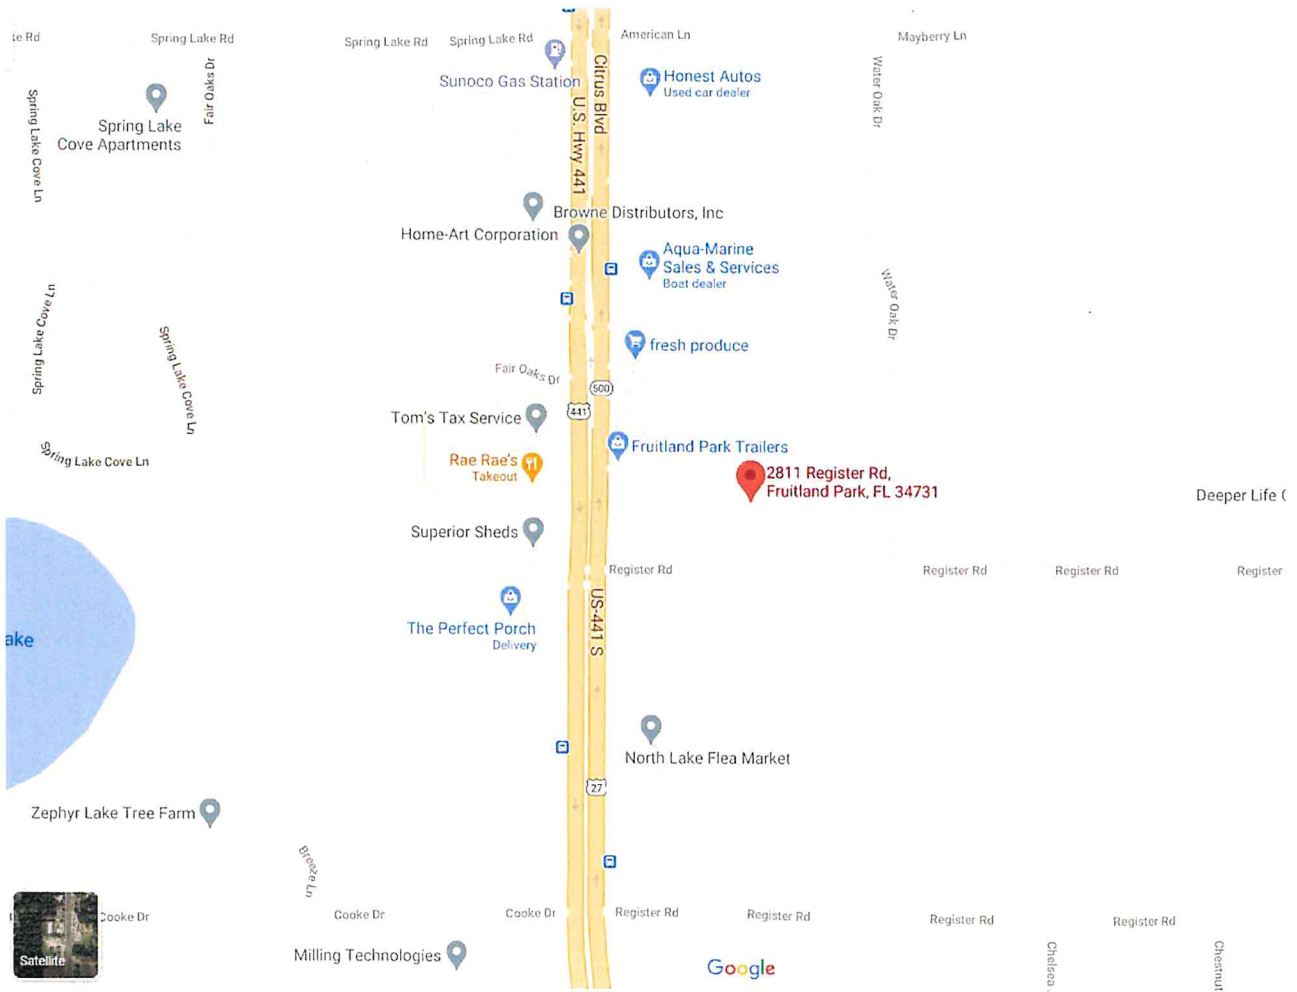 ke Rd
Spring Lake Rd
Spring Lake Rd
Spring Lake Rd
American Ln
Mayberry Ln
Sunoco Gas Station
Citrus Blvd
Honest Autos
Used car dealer
Water Oak Dr
Fair Oaks Dr
Spring Lake Cove Ln
Spring Lake
Cove Apartments
U.S. Hwy 441
Browne Distributors, Inc
Home-Art Corporation
Aqua-Marine
Sales & Services
Boat dealer
Water Oak Dr
Spring Lake Cove Ln
Spring Lake Cove Ln
fresh produce
Fair Oaks Dr
500
441
Tom's Tax Service
Fruitland Park Trailers
Spring Lake Cove Ln
Rae Rae's
Takeout
2811 Register Rd,
Fruitland Park, FL 34731
Deeper Life
Superior Sheds
Register Rd
Register Rd
Register Rd
Register
US-441 S
The Perfect Porch
Delivery
ake
North Lake Flea Market
27
Zephyr Lake Tree Farm
Breeze Ln
Cooke Dr
Cooke Dr
Cooke Dr
Register Rd
Register Rd
Register Rd
Register Rd
Satellite
Milling Technologies
Google
Chelsea
Chestnut